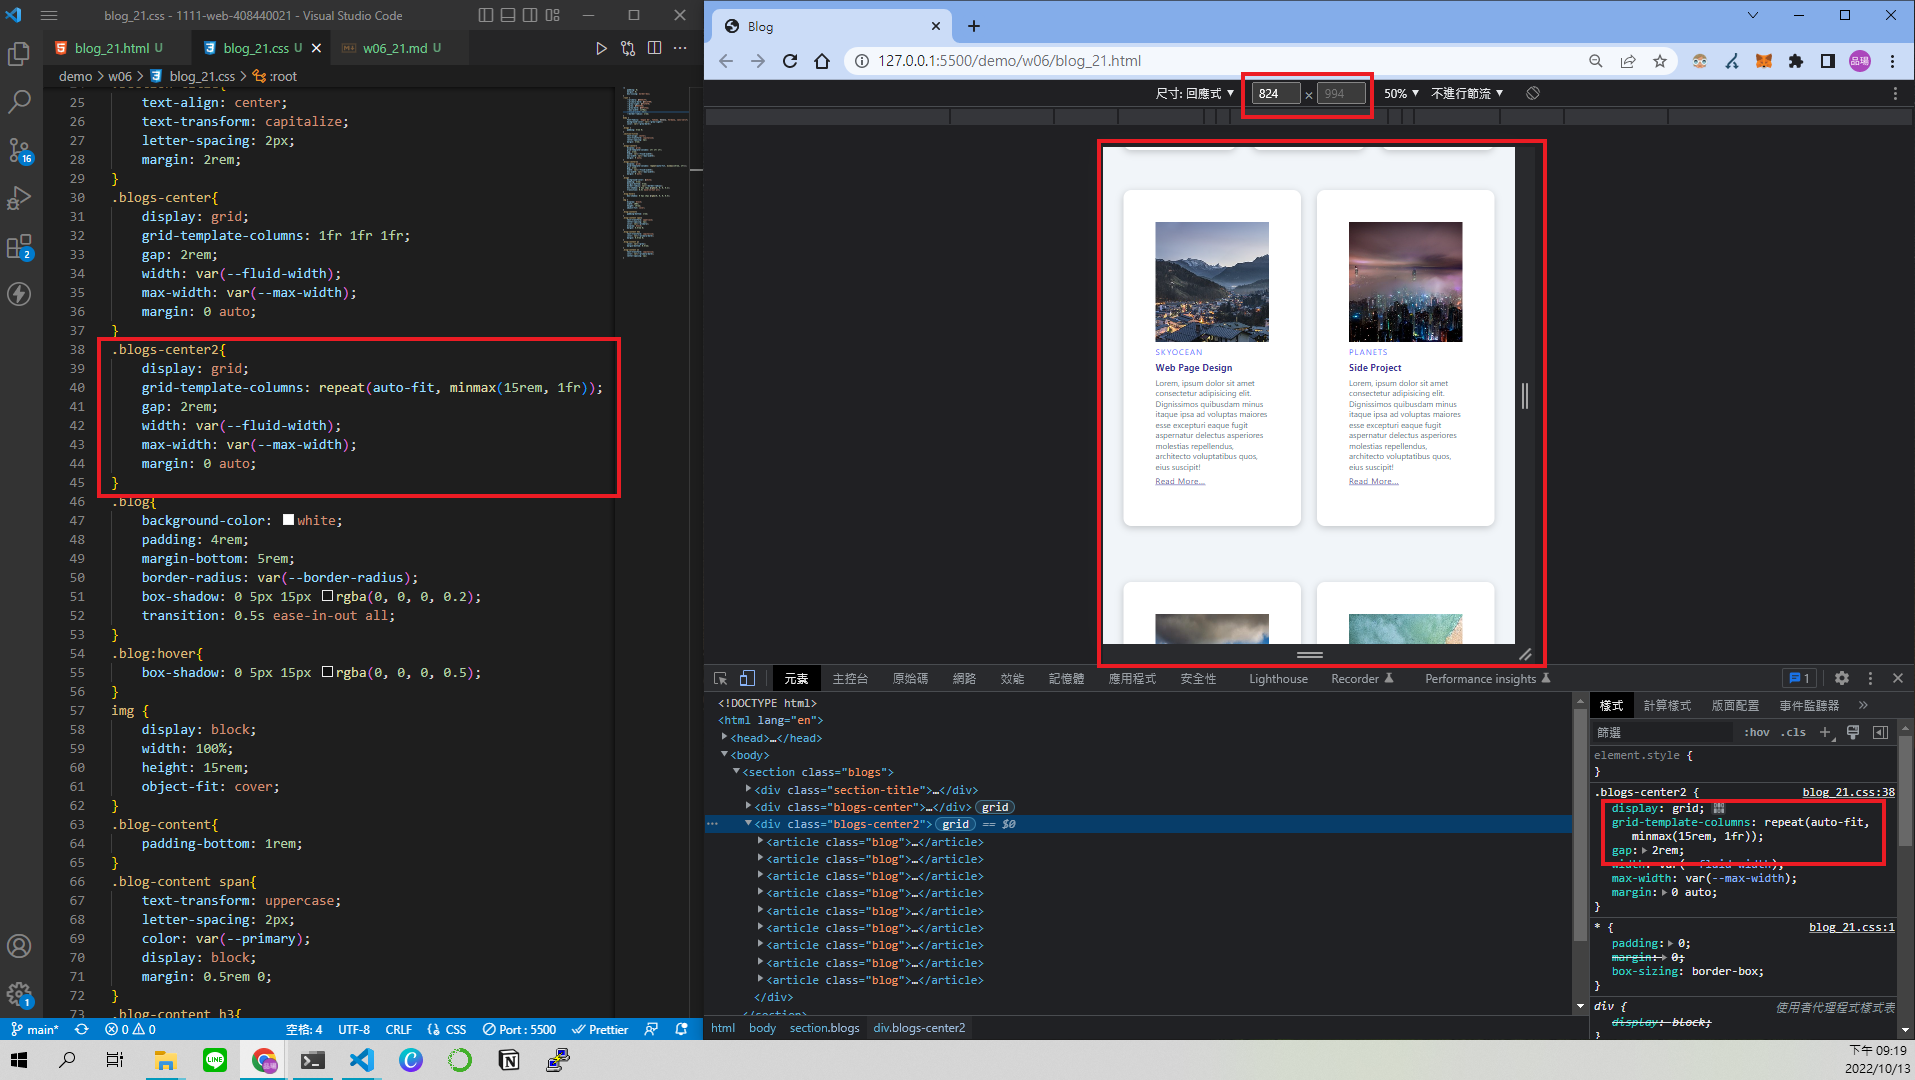 blog_21.css - 1111-web-408440021 - Visual Studio Code
blog_21.html U
blog_21.css U
w06_21.md U
demo > w06 > blog_21.css > :root
25 text-align: center;
26 text-transform: capitalize;
27 letter-spacing: 2px;
28 margin: 2rem;
29 }
30 .blogs-center{
31 display: grid;
32 grid-template-columns: 1fr 1fr 1fr;
33 gap: 2rem;
34 width: var(--fluid-width);
35 max-width: var(--max-width);
36 margin: 0 auto;
37 }
38 .blogs-center2{
39 display: grid;
40 grid-template-columns: repeat(auto-fit, minmax(15rem, 1fr));
41 gap: 2rem;
42 width: var(--fluid-width);
43 max-width: var(--max-width);
44 margin: 0 auto;
45 }
46 .blog{
47 background-color: white;
48 padding: 4rem;
49 margin-bottom: 5rem;
50 border-radius: var(--border-radius);
51 box-shadow: 0 5px 15px rgba(0, 0, 0, 0.2);
52 transition: 0.5s ease-in-out all;
53 }
54 .blog:hover{
55 box-shadow: 0 5px 15px rgba(0, 0, 0, 0.5);
56 }
57 img {
58 display: block;
59 width: 100%;
60 height: 15rem;
61 object-fit: cover;
62 }
63 .blog-content{
64 padding-bottom: 1rem;
65 }
66 .blog-content span{
67 text-transform: uppercase;
68 letter-spacing: 2px;
69 color: var(--primary);
70 display: block;
71 margin: 0.5rem 0;
72 }
73 .blog-content h3{
16
2
1
main* 0 0 空格: 4 UTF-8 CRLF CSS Port : 5500 Prettier
Blog
127.0.0.1:5500/demo/w06/blog_21.html
品瑒
尺寸: 回應式 ▼ 824 × 994 50% ▼ 不進行節流 ▼
SKYOCEAN
Web Page Design
Lorem, ipsum dolor sit amet
consectetur adipisicing elit.
Dignissimos quibusdam minus
itaque ipsa ad voluptas maiores
esse excepturi eaque fugit
aspernatur delectus asperiores
molestias repellendus,
architecto voluptatibus quos,
eius suscipit!
Read More...
PLANETS
Side Project
Lorem, ipsum dolor sit amet
consectetur adipisicing elit.
Dignissimos quibusdam minus
itaque ipsa ad voluptas maiores
esse excepturi eaque fugit
aspernatur delectus asperiores
molestias repellendus,
architecto voluptatibus quos,
eius suscipit!
Read More...
元素 主控台 原始碼 網路 效能 記憶體 應用程式 安全性 Lighthouse Recorder Performance insights 1
<!DOCTYPE html>
<html lang="en">
<head>…</head>
<body>
<section class="blogs">
<div class="section-title">…</div>
<div class="blogs-center">…</div> grid
<div class="blogs-center2"> grid == $0
<article class="blog">…</article>
<article class="blog">…</article>
<article class="blog">…</article>
<article class="blog">…</article>
<article class="blog">…</article>
<article class="blog">…</article>
<article class="blog">…</article>
<article class="blog">…</article>
<article class="blog">…</article>
</div>
</section>
html body section.blogs div.blogs-center2
樣式 計算樣式 版面配置 事件監聽器 »
篩選 :hov .cls
element.style {
}
.blogs-center2 { blog_21.css:38
display: grid;
grid-template-columns: repeat(auto-fit,
minmax(15rem, 1fr));
gap: 2rem;
width: var(--fluid-width);
max-width: var(--max-width);
margin: 0 auto;
}
* { blog_21.css:1
padding: 0;
margin: 0;
box-sizing: border-box;
}
div { 使用者代理程式樣式表
display: block;
}
下午 09:19
2022/10/13